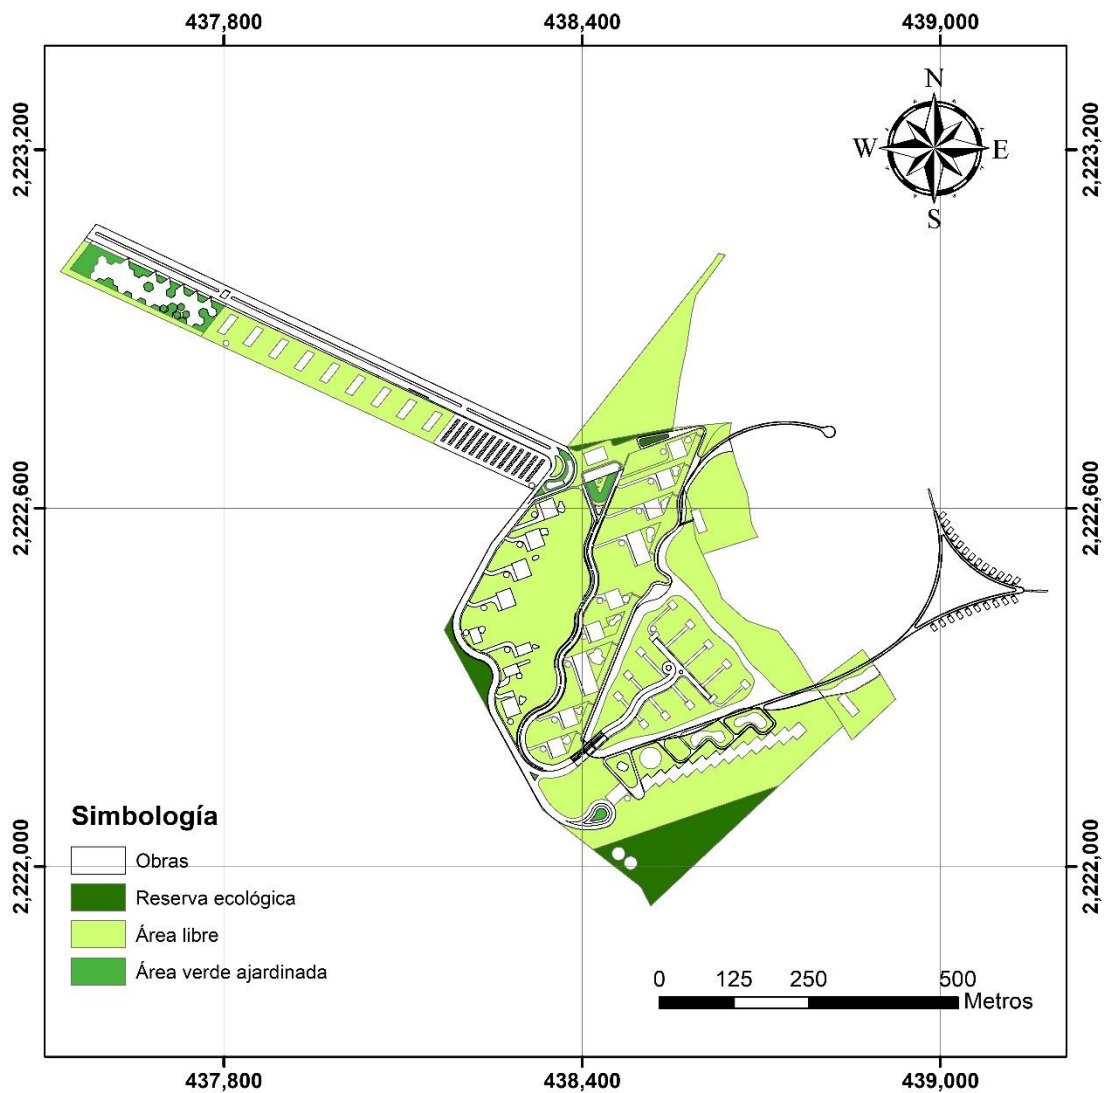 437,800 438,400 439,000
2,223,200 2,223,200
N
W E
S
2,222,600 2,222,600
Simbología
Obras
Reserva ecológica
Área libre
Área verde ajardinada
2,222,000 2,222,000
0 125 250 500
Metros
437,800 438,400 439,000